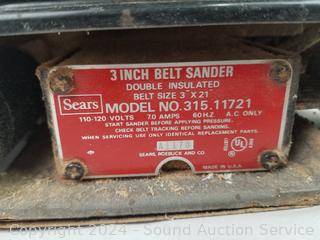 3 INCH BELT SANDER
DOUBLE INSULATED
BELT SIZE 3" X 21"
Sears
MODEL NO. 315.11721
110-120 VOLTS 7.0 AMPS 60 HZ. A.C. ONLY
START SANDER BEFORE APPLYING PRESSURE.
CHECK BELT TRACKING BEFORE SANDING.
WHEN SERVICING USE ONLY IDENTICAL REPLACEMENT PARTS.
UL
LISTED
SEARS, ROEBUCK AND CO.
MADE IN U.S.A.
Copyright 2024 - Sound Auction Service